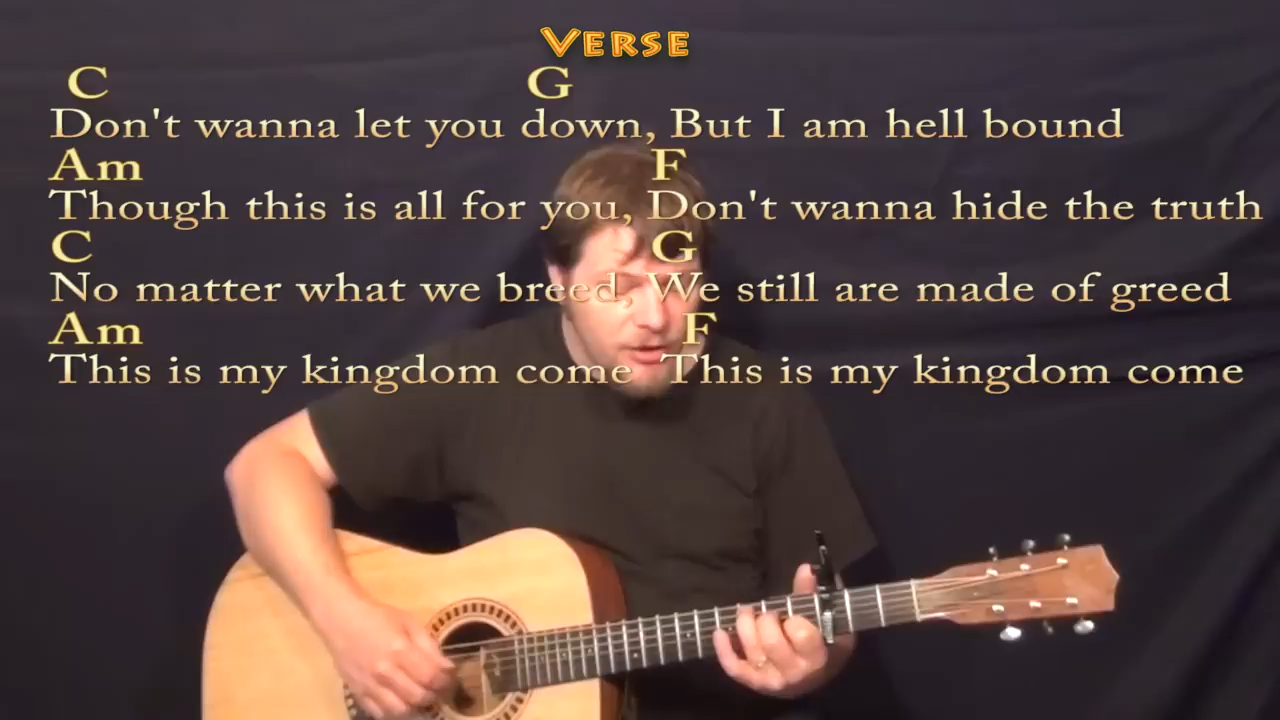 VERSE
C G
Don't wanna let you down, But I am hell bound
Am F
Though this is all for you, Don't wanna hide the truth
C G
No matter what we breed, We still are made of greed
Am F
This is my kingdom come This is my kingdom come